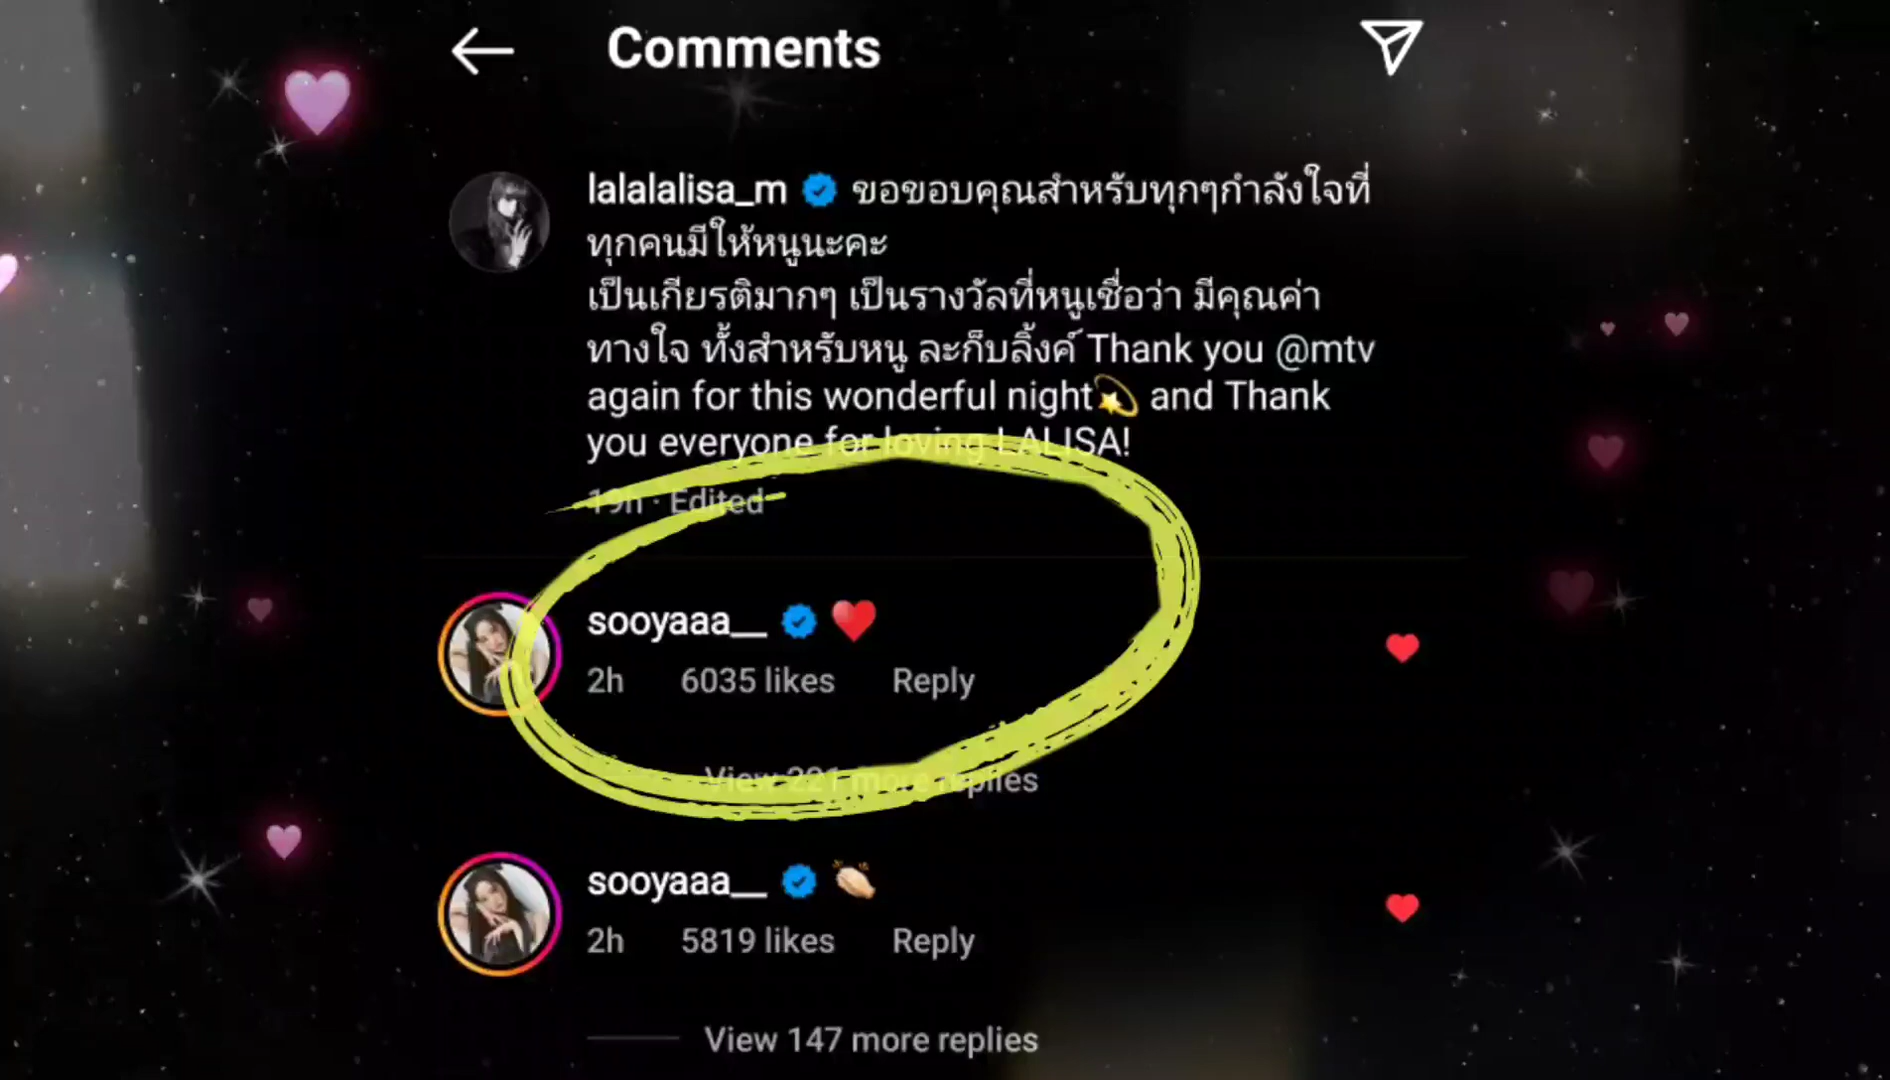 Comments
lalalalisa_m ขอขอบคุณสำหรับทุกๆกำลังใจที่
ทุกคนมีให้หนูนะคะ
เป็นเกียรติมากๆ เป็นรางวัลที่หนูเชื่อว่า มีคุณค่า
ทางใจ ทั้งสำหรับหนู ละก็บลิ้งค์ Thank you @mtv
again for this wonderful night💫 and Thank
you everyone for loving LALISA!
19h · Edited
sooyaaa__ ❤️
2h 6035 likes Reply
View 221 more replies
sooyaaa__ 👏🏻
2h 5819 likes Reply
View 147 more replies